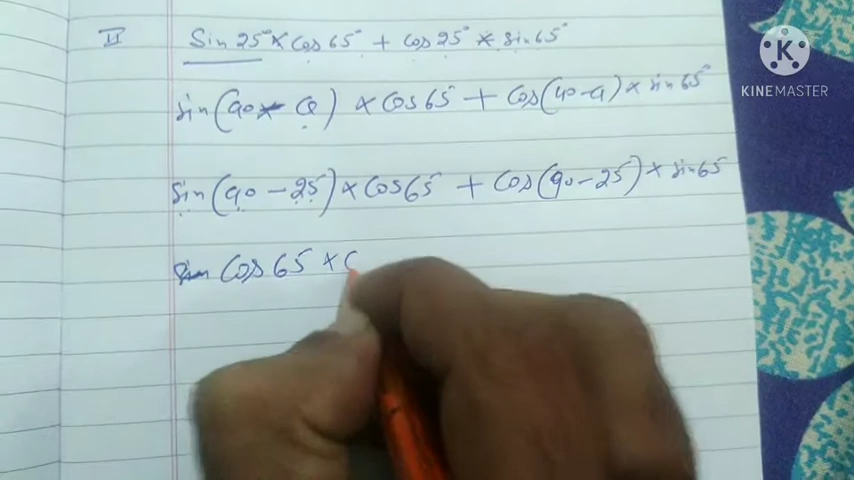 II Sin 25° × Cos 65° + Cos 25° × sin 65°
sin (90 - θ) × Cos 65° + Cos (90-θ) × sin 65°
sin (90 - 25) × Cos 65 + Cos (90 - 25) × sin 65
Cos 65 × C
KINEMASTER